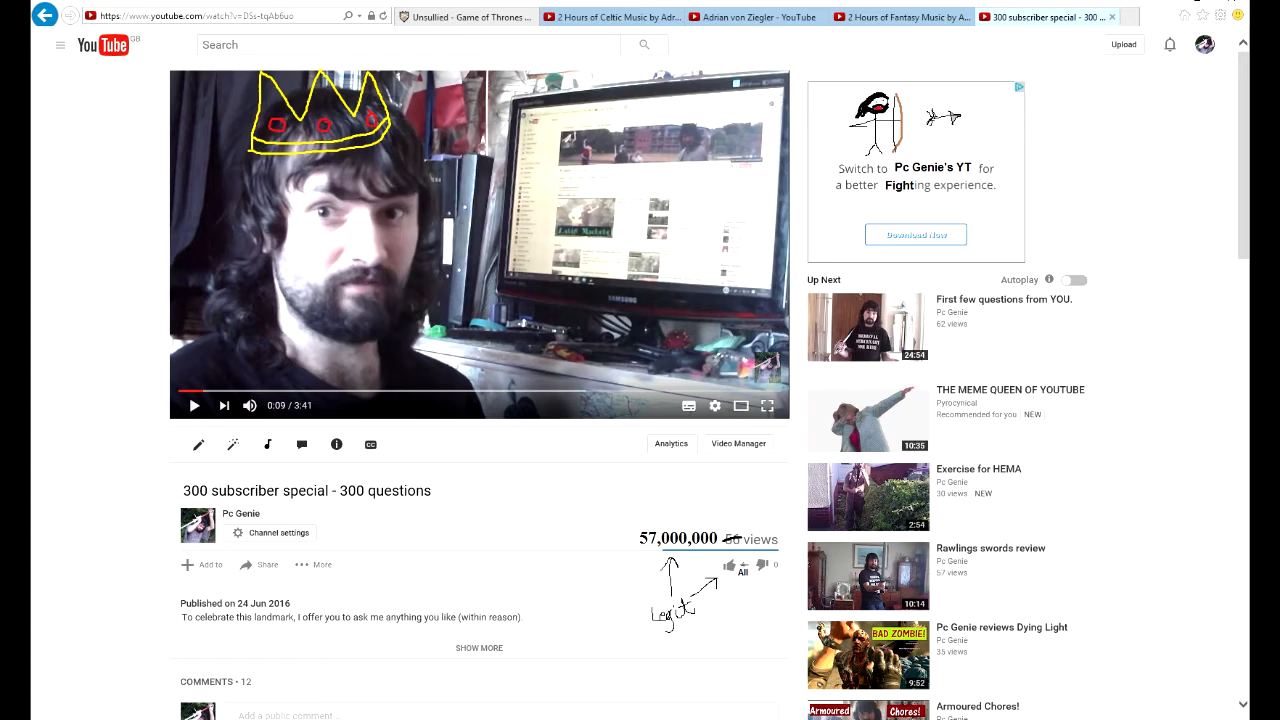 https://www.youtube.com/watch?v=DSs-tqAb6uo
Unsullied - Game of Thrones ...
2 Hours of Celtic Music by Adr...
Adrian von Ziegler - YouTube
2 Hours of Fantasy Music by A...
300 subscriber special - 300 ...
YouTube GB
Search
Upload
SAMSUNG
0:09 / 3:41
Switch to Pc Genie's YT for
a better Fighting experience.
Download Now
Up Next
Autoplay
First few questions from YOU.
Pc Genie
62 views
24:54
THE MEME QUEEN OF YOUTUBE
Pyrocynical
Recommended for you NEW
10:35
Exercise for HEMA
Pc Genie
30 views NEW
2:54
Rawlings swords review
Pc Genie
57 views
10:14
Pc Genie reviews Dying Light
Pc Genie
35 views
BAD ZOMBIE!
9:52
Armoured Chores!
Pc Genie
Armoured Chores!
CC
Analytics
Video Manager
300 subscriber special - 300 questions
Pc Genie
Channel settings
57,000,000 56 views
Add to
Share
More
All
0
Legit
Published on 24 Jun 2016
To celebrate this landmark, I offer you to ask me anything you like (within reason).
SHOW MORE
COMMENTS • 12
Add a public comment...